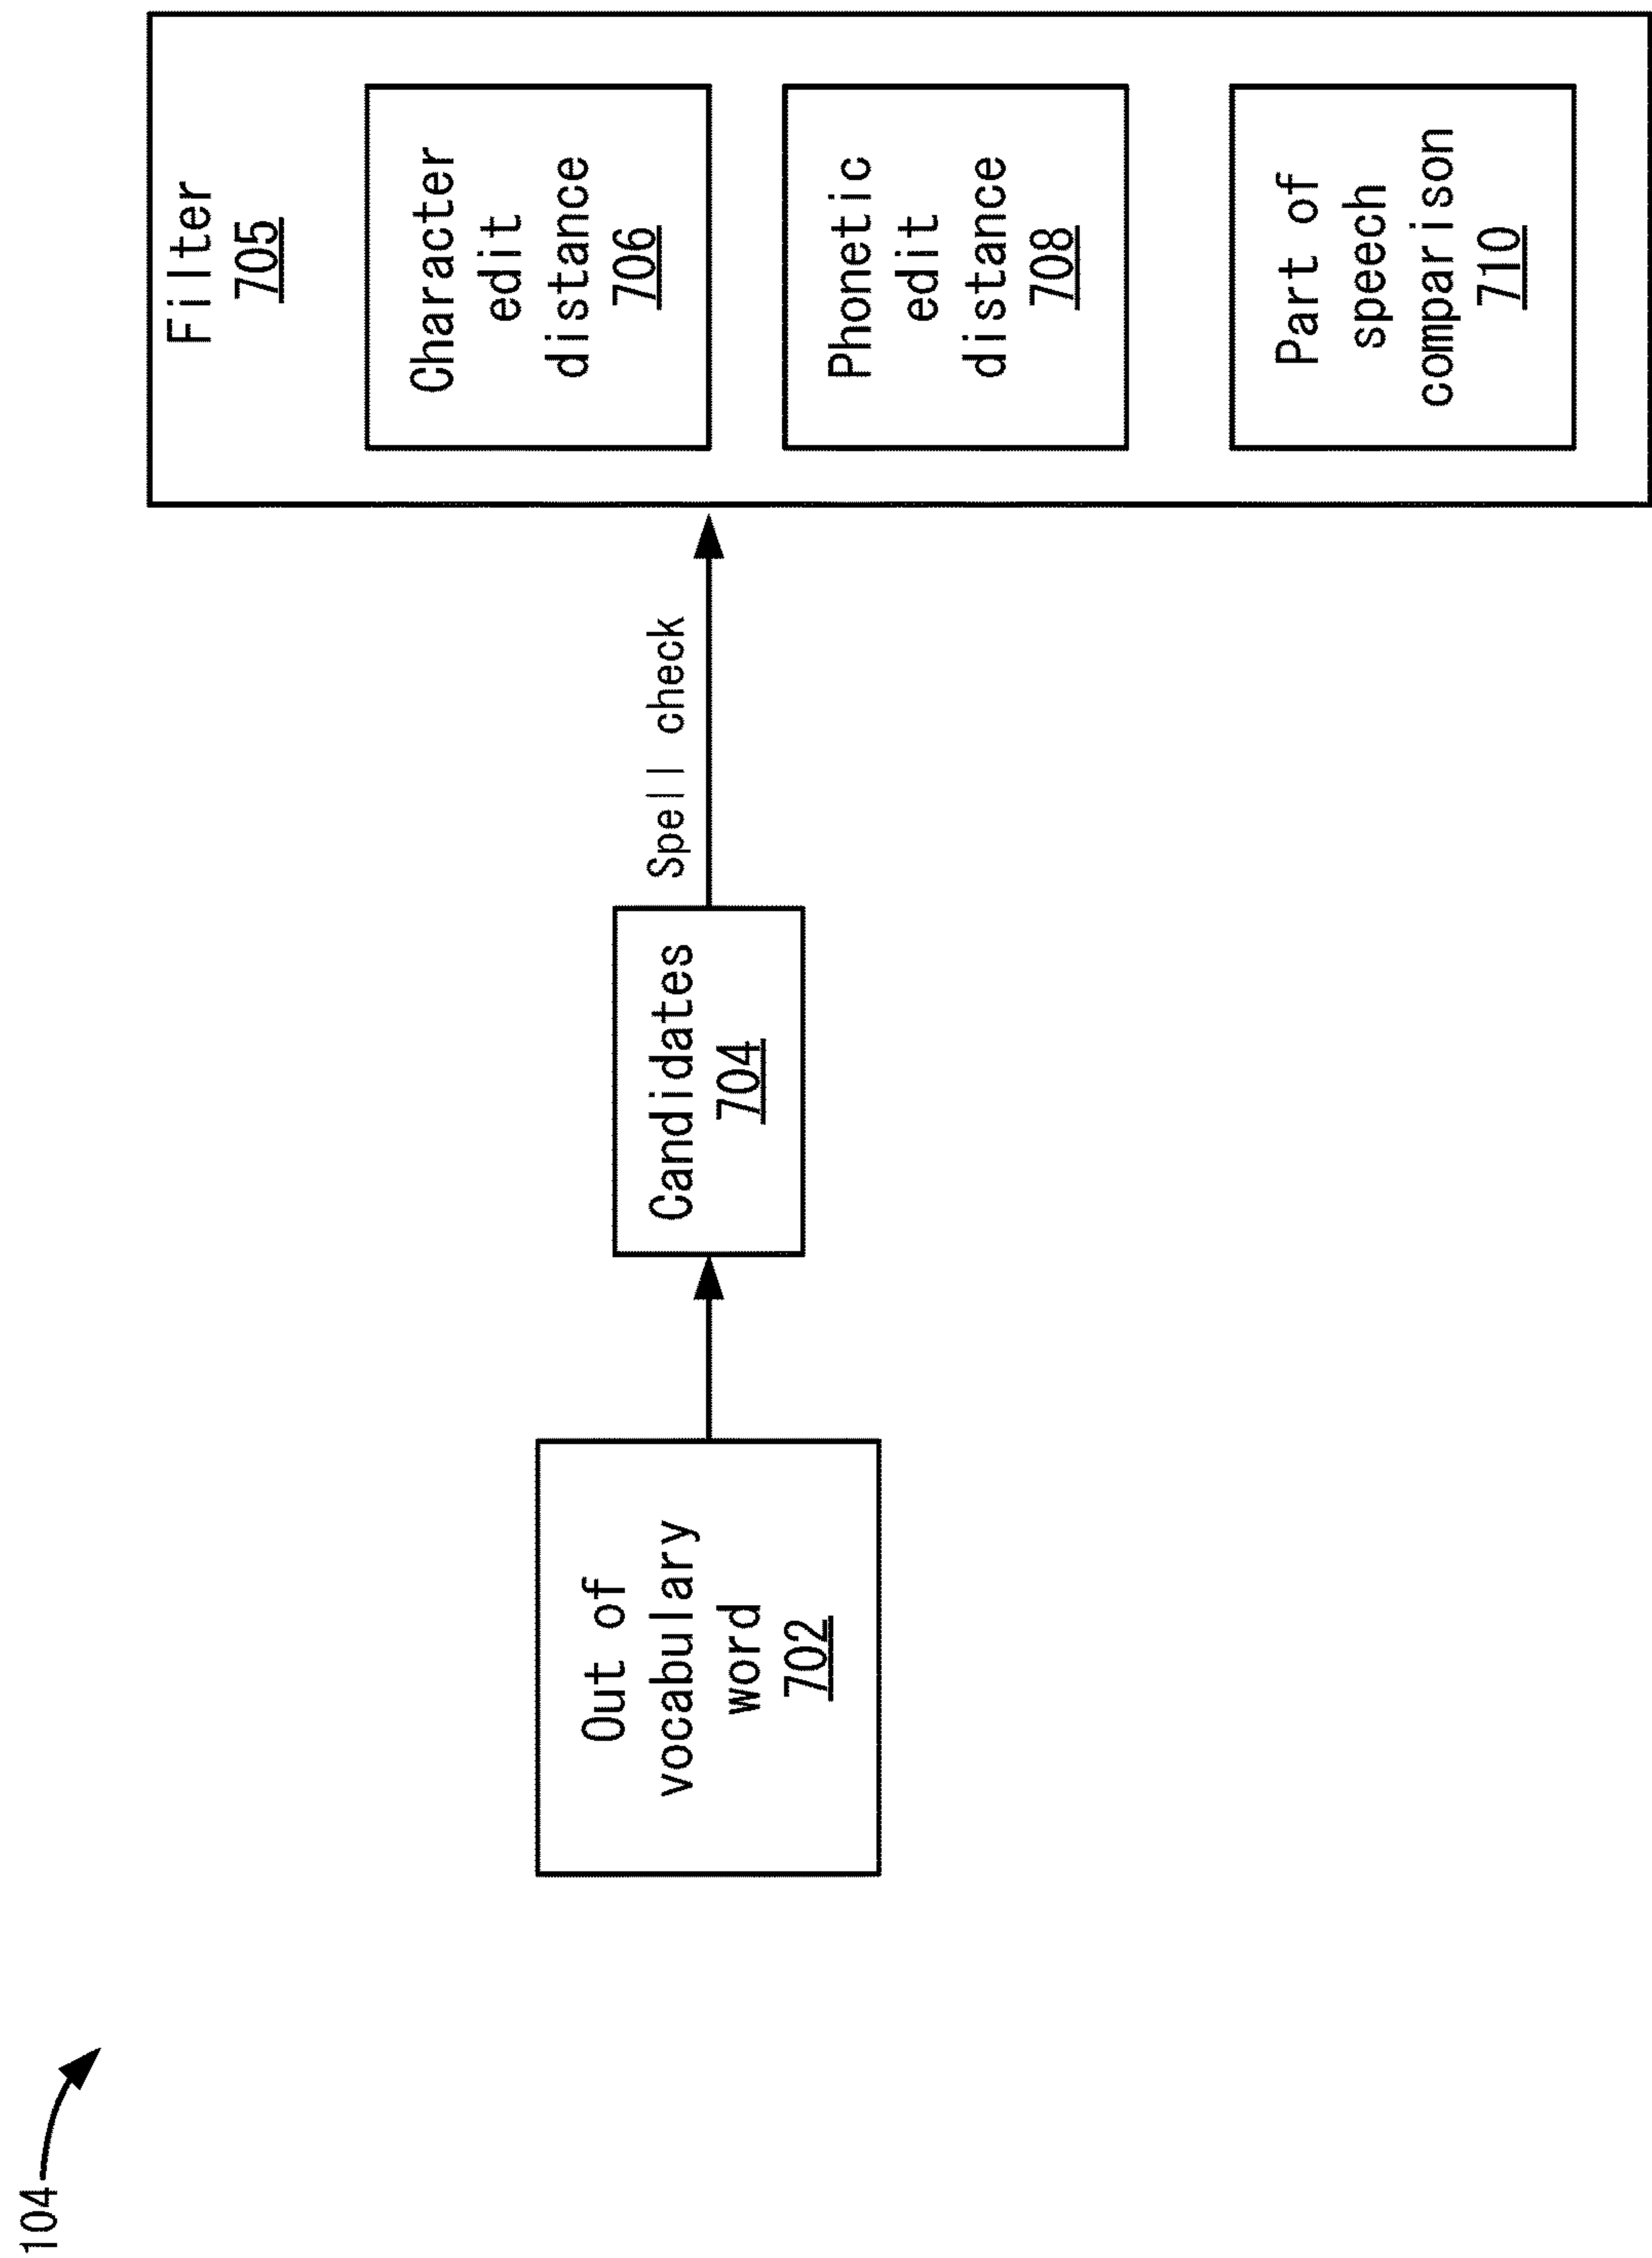 104
Out of
vocabulary
word
702
Candidates
704
Spell check
Filter
705
Character
edit
distance
706
Phonetic
edit
distance
708
Part of
speech
comparison
710